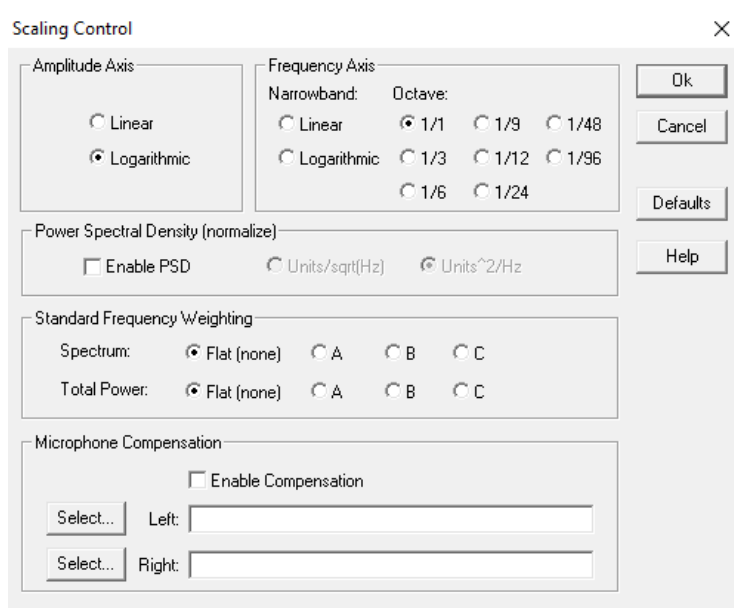 Scaling Control
Amplitude Axis
Linear
Logarithmic
Frequency Axis
Narrowband: Octave:
Linear 1/1 1/9 1/48
Logarithmic 1/3 1/12 1/96
1/6 1/24
Ok
Cancel
Defaults
Help
Power Spectral Density (normalize)
Enable PSD Units/sqrt(Hz) Units^2/Hz
Standard Frequency Weighting
Spectrum: Flat (none) A B C
Total Power: Flat (none) A B C
Microphone Compensation
Enable Compensation
Select... Left:
Select... Right: